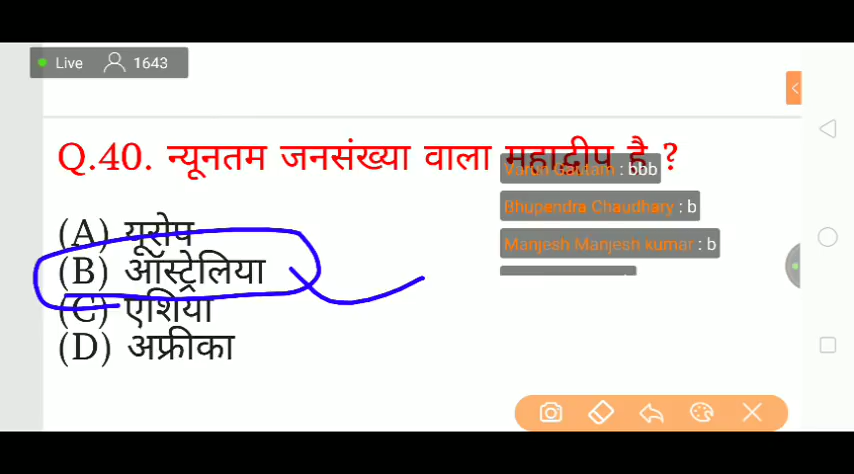 Live 1643
Q.40. न्यूनतम जनसंख्या वाला महाद्वीप है ?
Varun Gautam : bbb
(A) यूरोप
Bhupendra Chaudhary : b
(B) ऑस्ट्रेलिया
Manjesh Manjesh kumar : b
(C) एशिया
(D) अफ्रीका